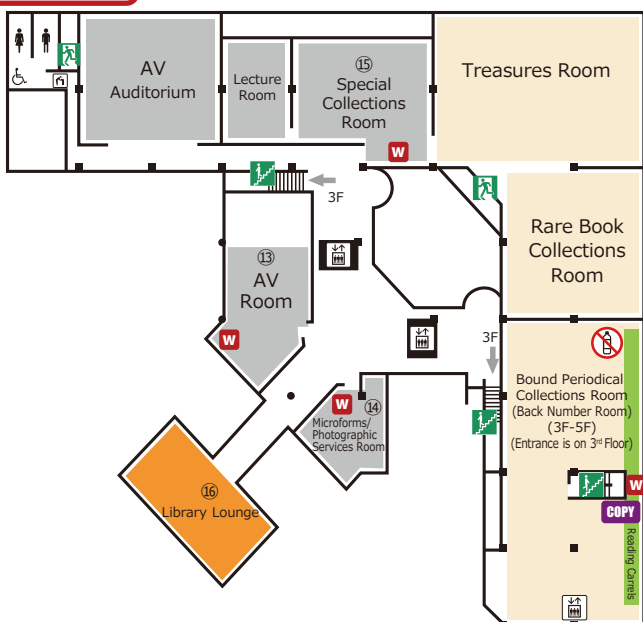 AV
Auditorium
Lecture
Room
⑮
Special
Collections
Room
W
Treasures Room
3F
Rare Book
Collections
Room
⑬
AV
Room
W
3F
Bound Periodical
Collections Room
(Back Number Room)
(3F-5F)
(Entrance is on 3rd Floor)
W
⑭
Microforms/
Photographic
Services Room
W
COPY
Reading Carrels
⑯
Library Lounge